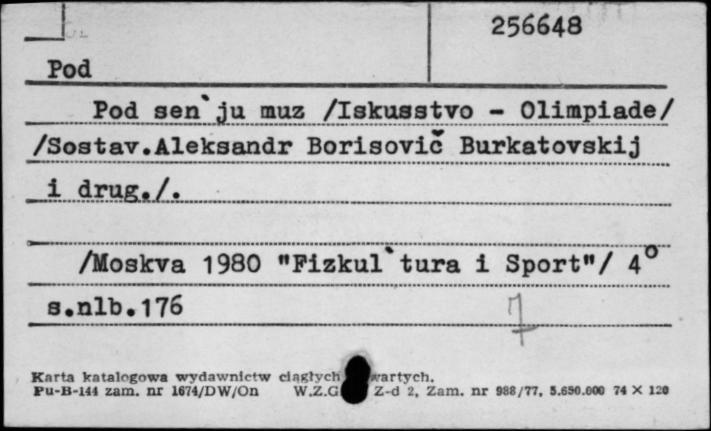 256648
Pod
Pod sen`ju muz /Iskusstvo - Olimpiade/
/Sostav.Aleksandr Borisovič Burkatovskij
i drug./.
/Moskva 1980 "Fizkul`tura i Sport"/ 4°
s.nlb.176
Karta katalogowa wydawnictw ciągłych wartych.
Pu-B-144 zam. nr 1674/DW/On W.Z.G Z-d 2, Zam. nr 988/77, 5.650.000 74 × 120